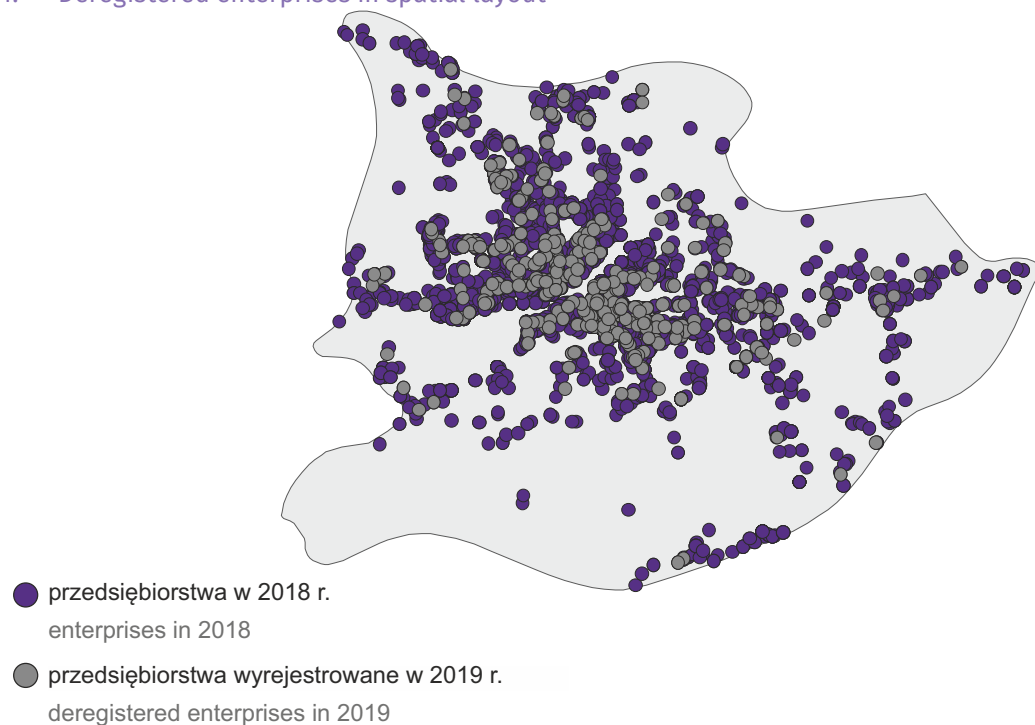 Deregistered enterprises in spatial layout
przedsiębiorstwa w 2018 r.
enterprises in 2018
przedsiębiorstwa wyrejestrowane w 2019 r.
deregistered enterprises in 2019